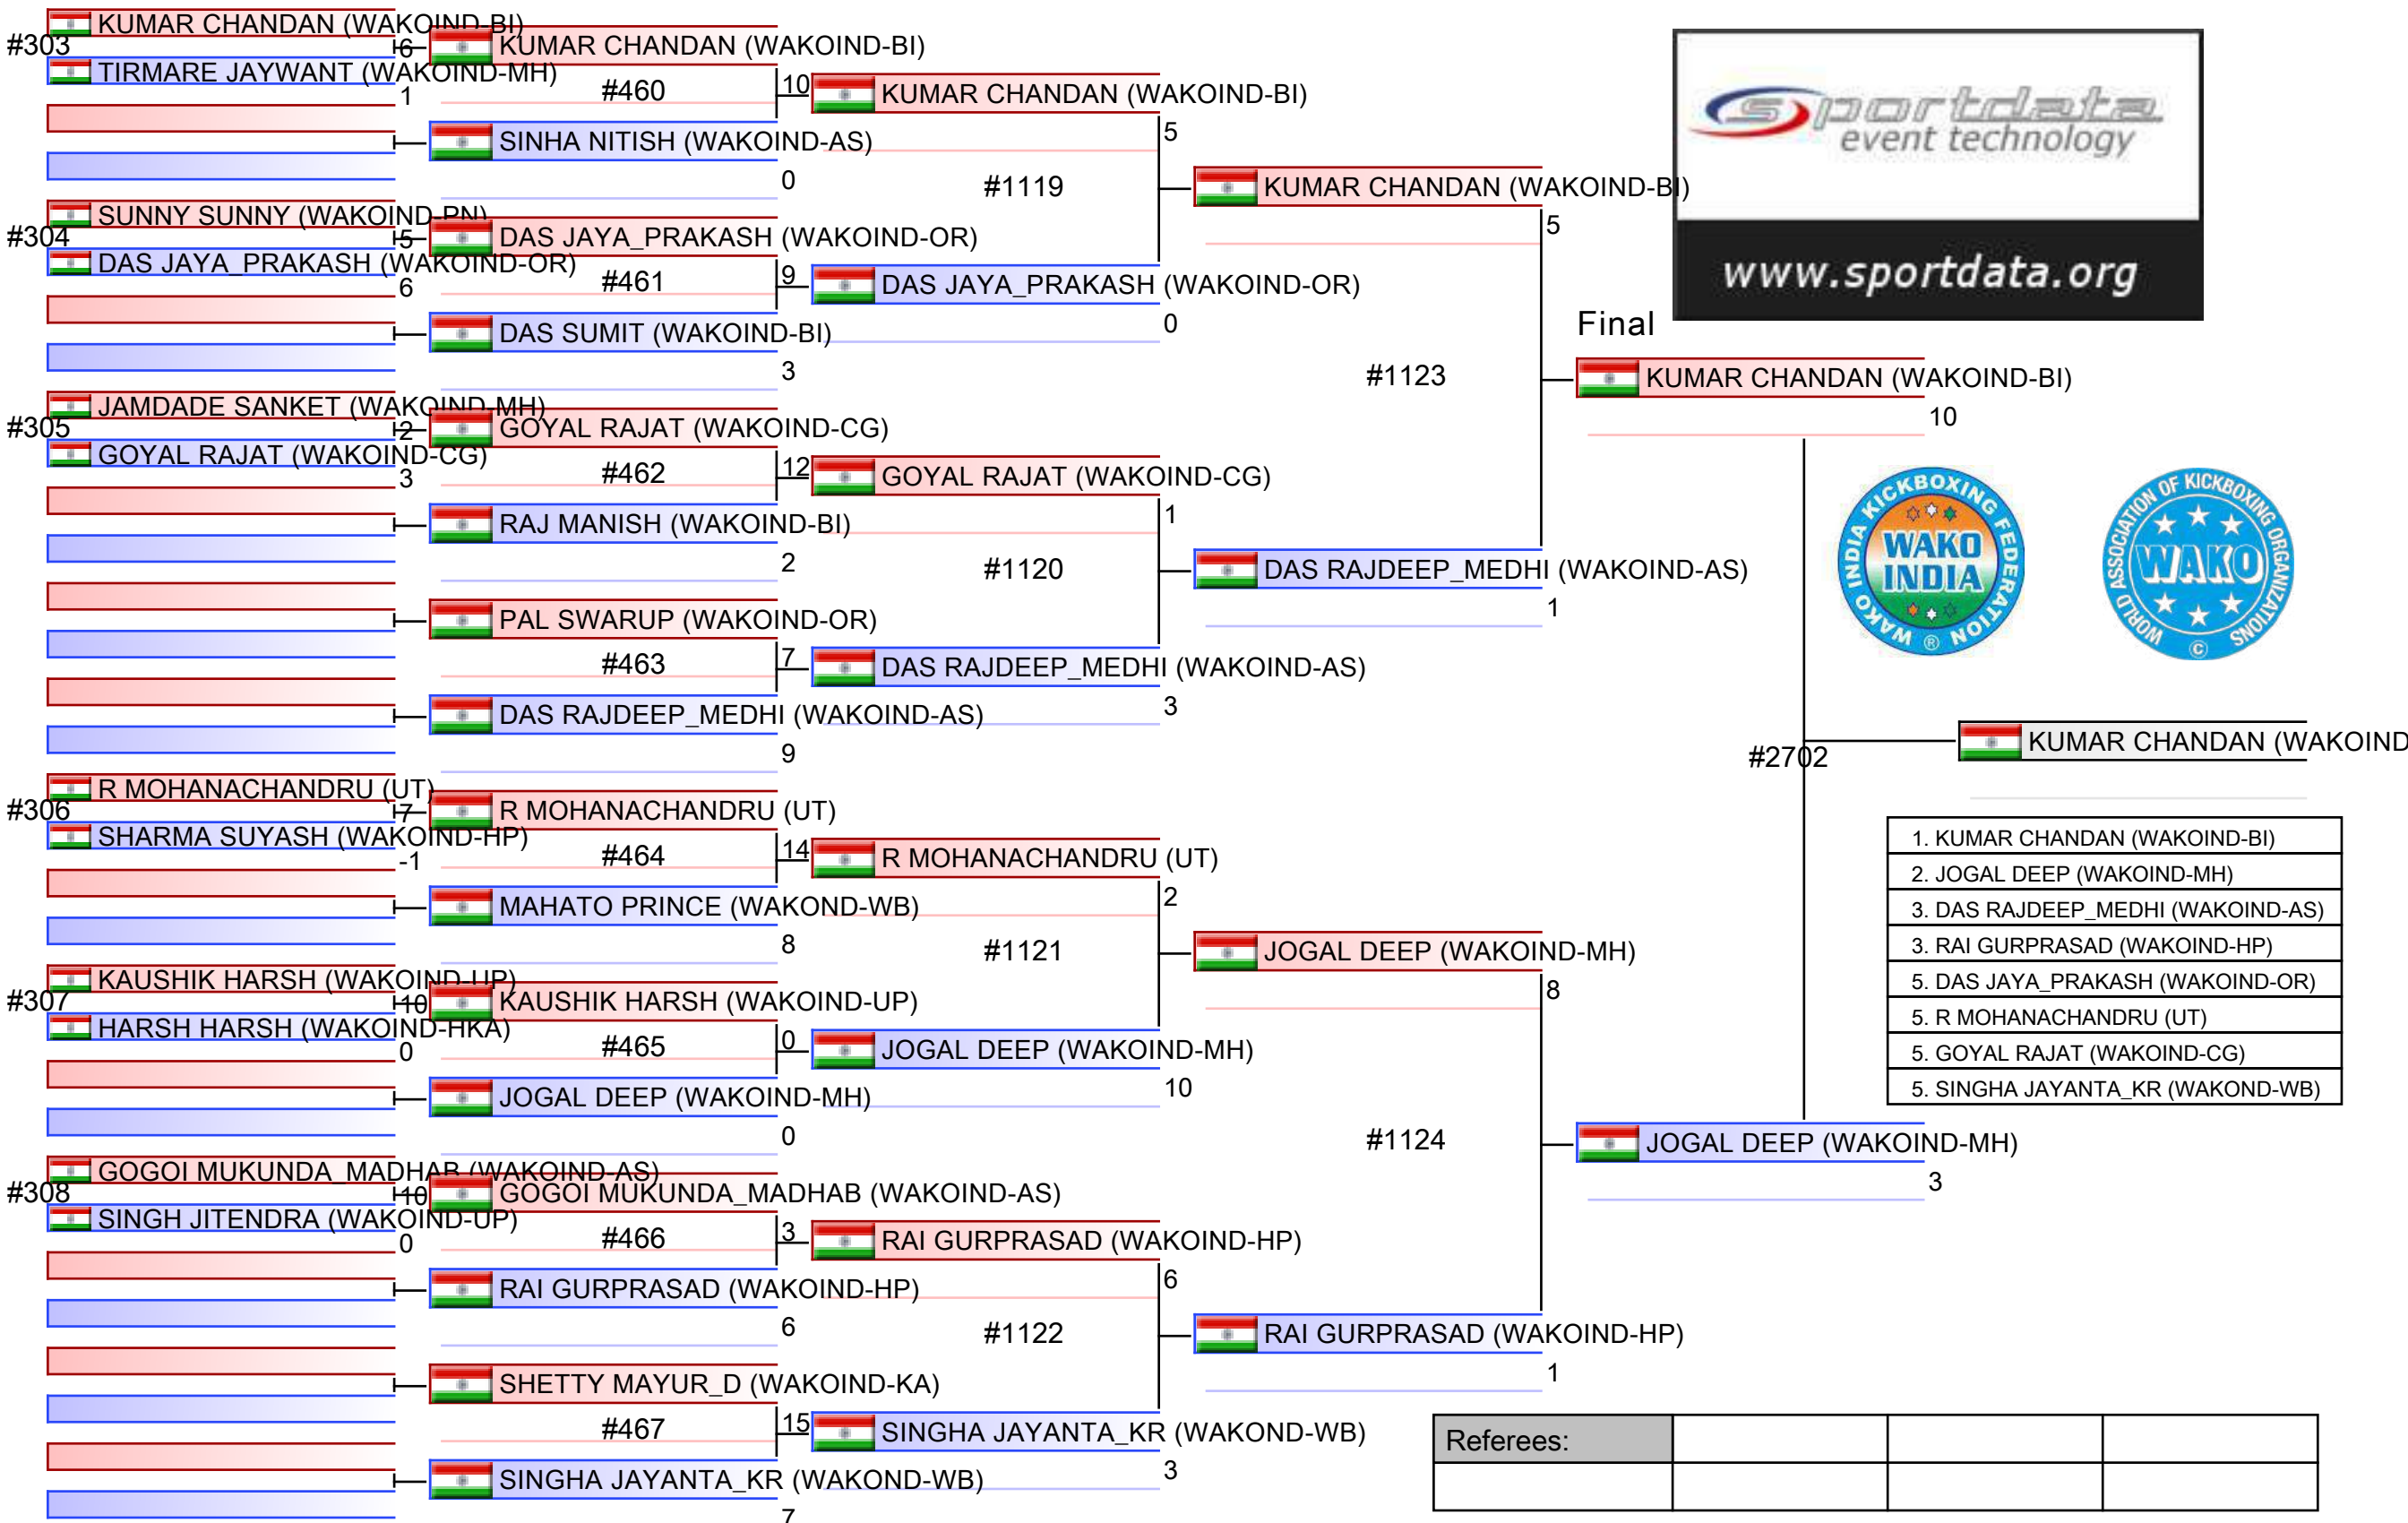 #303
KUMAR CHANDAN (WAKOIND-BI)
6
TIRMARE JAYWANT (WAKOIND-MH)
1
#304
SUNNY SUNNY (WAKOIND-PN)
5
DAS JAYA_PRAKASH (WAKOIND-OR)
6
#305
JAMDADE SANKET (WAKOIND-MH)
2
GOYAL RAJAT (WAKOIND-CG)
3
#306
R MOHANACHANDRU (UT)
7
SHARMA SUYASH (WAKOIND-HP)
-1
#307
KAUSHIK HARSH (WAKOIND-UP)
10
HARSH HARSH (WAKOIND-HKA)
0
#308
GOGOI MUKUNDA_MADHAB (WAKOIND-AS)
10
SINGH JITENDRA (WAKOIND-UP)
0
KUMAR CHANDAN (WAKOIND-BI)
#460
10
SINHA NITISH (WAKOIND-AS)
0
DAS JAYA_PRAKASH (WAKOIND-OR)
#461
9
DAS SUMIT (WAKOIND-BI)
3
GOYAL RAJAT (WAKOIND-CG)
#462
12
RAJ MANISH (WAKOIND-BI)
2
PAL SWARUP (WAKOIND-OR)
#463
7
DAS RAJDEEP_MEDHI (WAKOIND-AS)
9
R MOHANACHANDRU (UT)
#464
14
MAHATO PRINCE (WAKOND-WB)
8
KAUSHIK HARSH (WAKOIND-UP)
#465
0
JOGAL DEEP (WAKOIND-MH)
0
GOGOI MUKUNDA_MADHAB (WAKOIND-AS)
#466
3
RAI GURPRASAD (WAKOIND-HP)
6
SHETTY MAYUR_D (WAKOIND-KA)
#467
15
SINGHA JAYANTA_KR (WAKOND-WB)
7
KUMAR CHANDAN (WAKOIND-BI)
5
#1119
DAS JAYA_PRAKASH (WAKOIND-OR)
0
GOYAL RAJAT (WAKOIND-CG)
1
#1120
DAS RAJDEEP_MEDHI (WAKOIND-AS)
3
R MOHANACHANDRU (UT)
2
#1121
JOGAL DEEP (WAKOIND-MH)
10
RAI GURPRASAD (WAKOIND-HP)
6
#1122
SINGHA JAYANTA_KR (WAKOND-WB)
3
KUMAR CHANDAN (WAKOIND-BI)
5
#1123
DAS RAJDEEP_MEDHI (WAKOIND-AS)
1
JOGAL DEEP (WAKOIND-MH)
8
#1124
RAI GURPRASAD (WAKOIND-HP)
1
Final
KUMAR CHANDAN (WAKOIND-BI)
10
#2702
JOGAL DEEP (WAKOIND-MH)
3
KUMAR CHANDAN (WAKOIND
sportdata
event technology
www.sportdata.org
WAKO INDIA KICKBOXING FEDERATION ®
WAKO
INDIA
WORLD ASSOCIATION OF KICKBOXING ORGANIZATIONS ©
WAKO
1. KUMAR CHANDAN (WAKOIND-BI)
2. JOGAL DEEP (WAKOIND-MH)
3. DAS RAJDEEP_MEDHI (WAKOIND-AS)
3. RAI GURPRASAD (WAKOIND-HP)
5. DAS JAYA_PRAKASH (WAKOIND-OR)
5. R MOHANACHANDRU (UT)
5. GOYAL RAJAT (WAKOIND-CG)
5. SINGHA JAYANTA_KR (WAKOND-WB)
Referees: